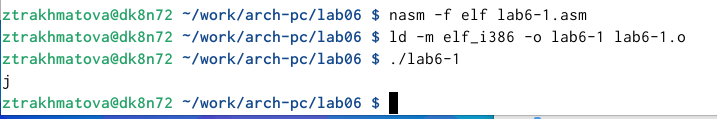 ztrakhmatova@dk8n72 ~/work/arch-pc/lab06 $ nasm -f elf lab6-1.asm
ztrakhmatova@dk8n72 ~/work/arch-pc/lab06 $ ld -m elf_i386 -o lab6-1 lab6-1.o
ztrakhmatova@dk8n72 ~/work/arch-pc/lab06 $ ./lab6-1
j
ztrakhmatova@dk8n72 ~/work/arch-pc/lab06 $